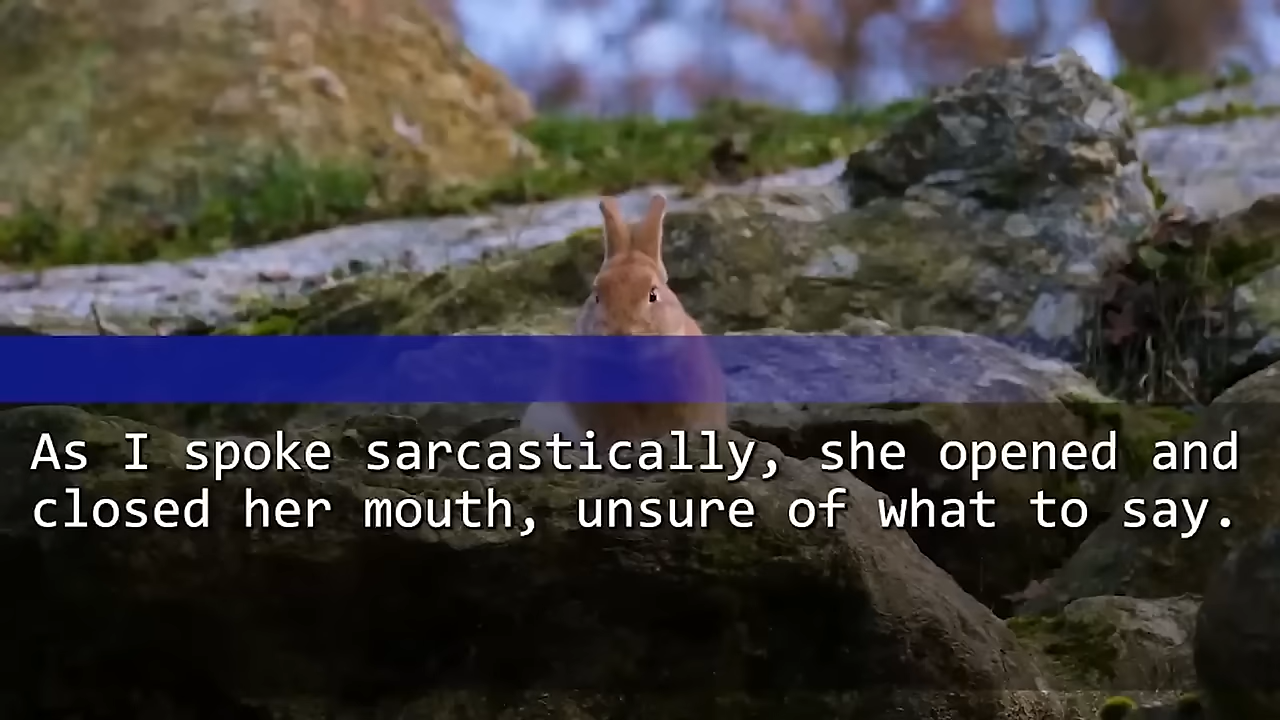 As I spoke sarcastically, she opened and
closed her mouth, unsure of what to say.